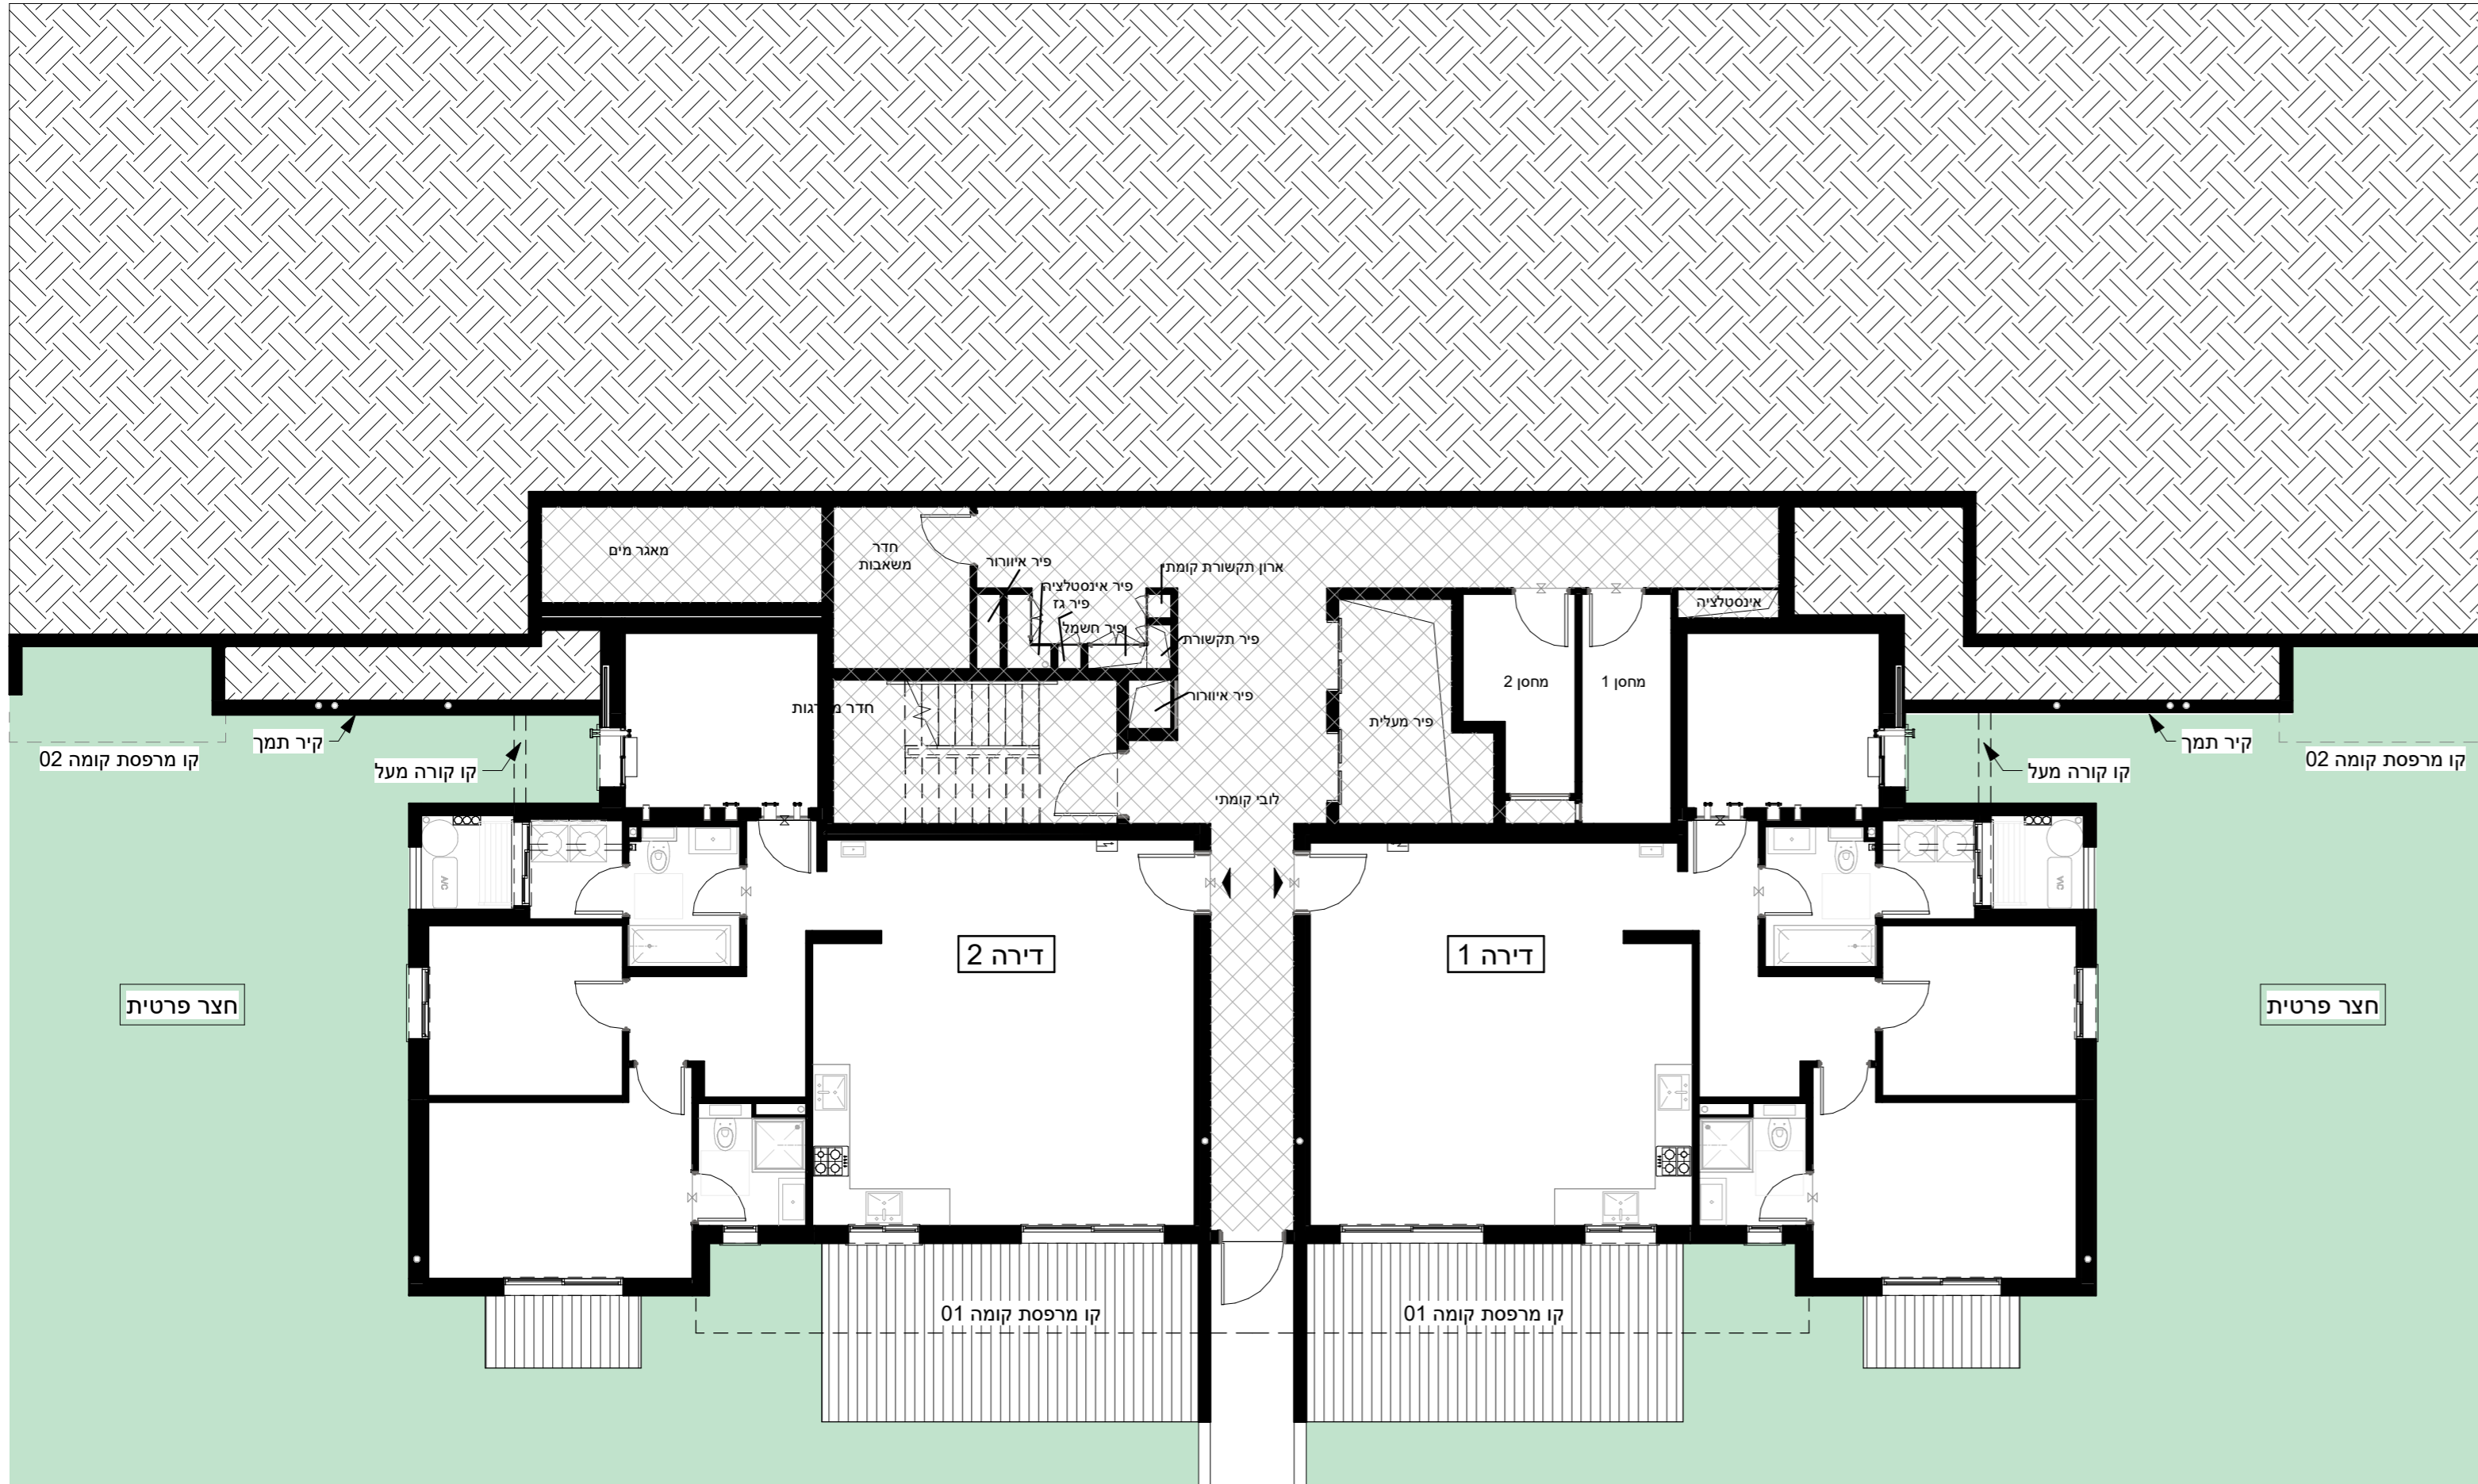 מאגר מים
חדר
משאבות
פיר איוורור
פיר אינסטלציה
פיר גז
פיר חשמל
ארון תקשורת קומתי
פיר תקשורת
פיר איוורור
חדר מדרגות
אינסטלציה
מחסן 2
מחסן 1
פיר מעלית
לובי קומתי
קו מרפסת קומה 02
קיר תמך
קו קורה מעל
קו מרפסת קומה 02
קיר תמך
קו קורה מעל
A/C
A/C
דירה 2
דירה 1
חצר פרטית
חצר פרטית
קו מרפסת קומה 01
קו מרפסת קומה 01